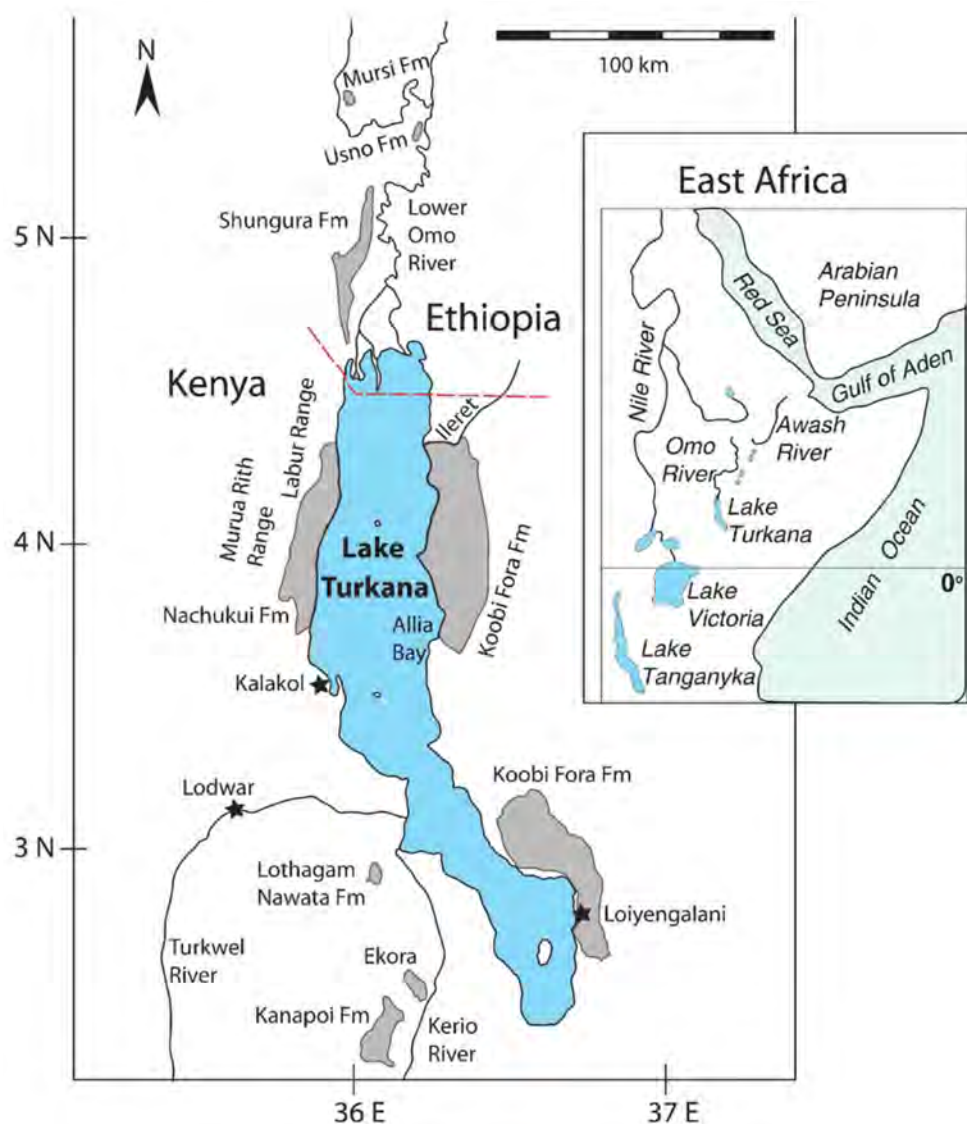 N
100 km
Mursi Fm
Usno Fm
Shungura Fm
Lower
Omo
River
5 N
Ethiopia
Kenya
Ileret
Labur Range
Murua Rith
Range
4 N
Lake
Turkana
Koobi Fora Fm
Nachukui Fm
Allia
Bay
Kalakol
Koobi Fora Fm
Lodwar
3 N
Lothagam
Nawata Fm
Loiyengalani
Turkwel
River
Ekora
Kanapoi Fm
Kerio
River
36 E
37 E
East Africa
Arabian
Peninsula
Red Sea
Nile River
Gulf of Aden
Awash
River
Omo
River
Lake
Turkana
Indian Ocean
0°
Lake
Victoria
Lake
Tanganyka